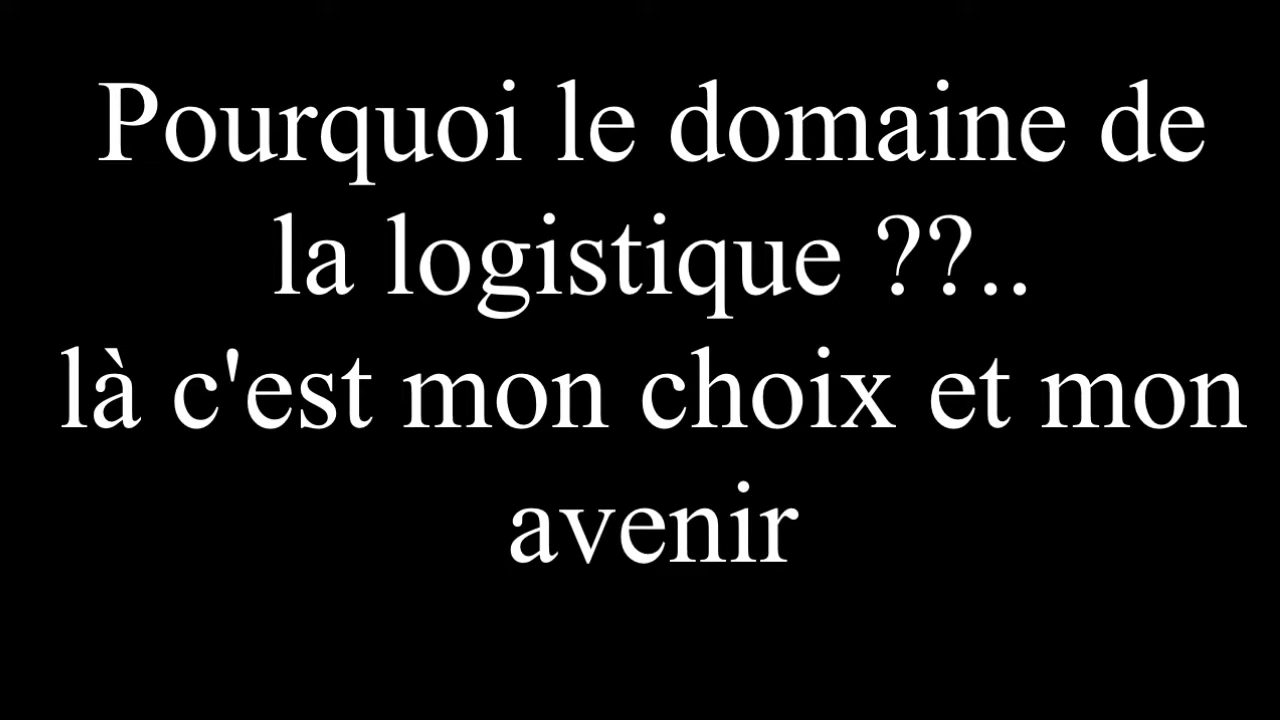 Pourquoi le domaine de
la logistique ??..
là c'est mon choix et mon
avenir